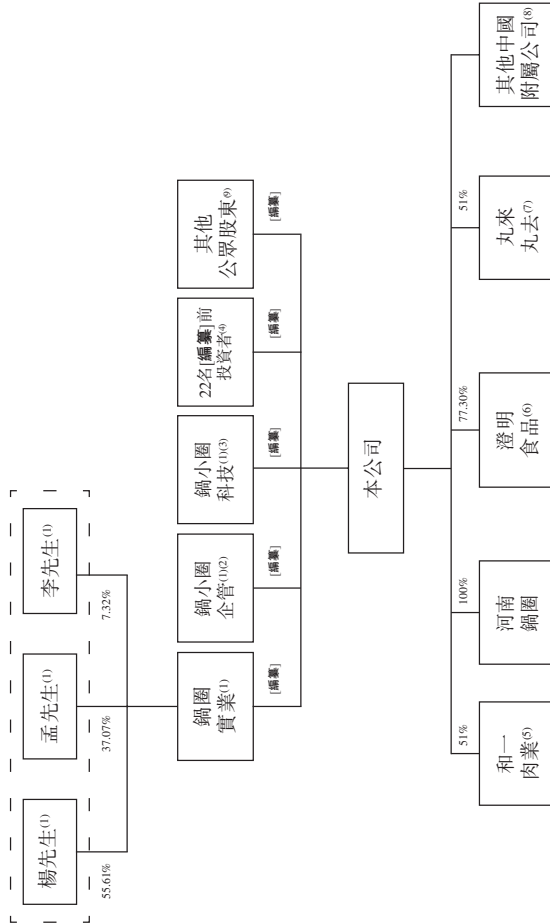 楊先生(1)
孟先生(1)
李先生(1)
55.61%
37.07%
7.32%
鍋圈
實業(1)
鍋小圈
企管(1)(2)
鍋小圈
科技(1)(3)
22名[編纂]前
投資者(4)
其他
公眾股東(9)
[編纂]
[編纂]
[編纂]
[編纂]
[編纂]
本公司
51%
100%
77.30%
51%
和一
肉業(5)
河南
鍋圈
澄明
食品(6)
丸來
丸去(7)
其他中國
附屬公司(8)